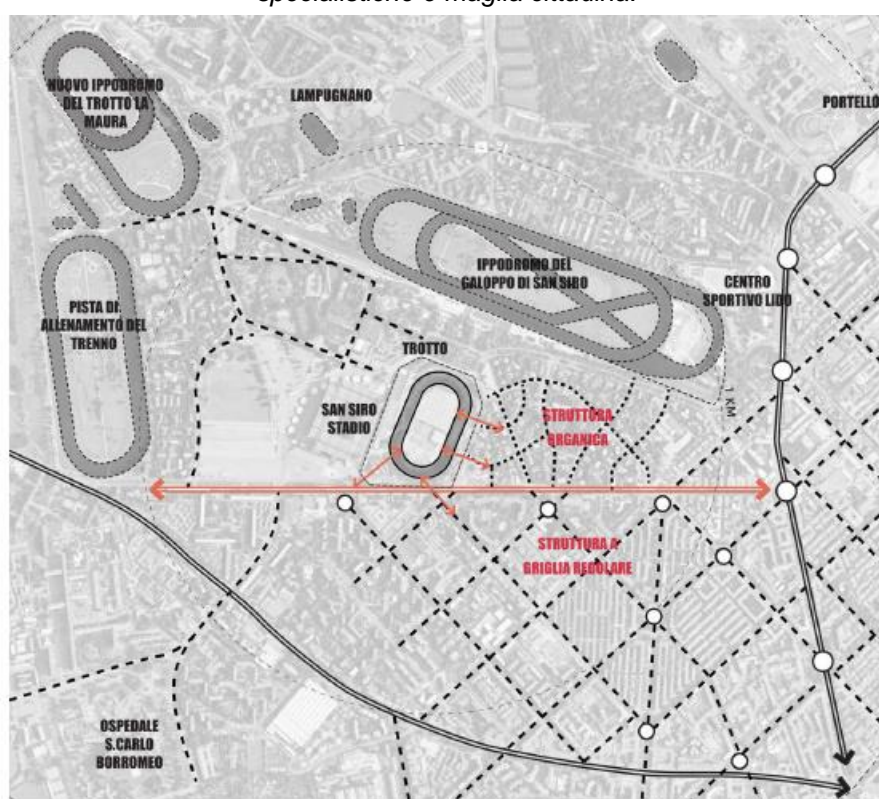 specialistiche e maglia cittadina.
NUOVO IPPODROMO
DEL TROTTO LA
MAURA
LAMPUGNANO
PORTELLO
IPPODROMO DEL
GALOPPO DI SAN SIRO
CENTRO
SPORTIVO LIDO
PISTA DI
ALLENAMENTO DEL
TRENNO
TROTTO
1 KM
SAN SIRO
STADIO
STRUTTURA
ORGANICA
STRUTTURA A
GRIGLIA REGOLARE
OSPEDALE
S.CARLO
BORROMEO